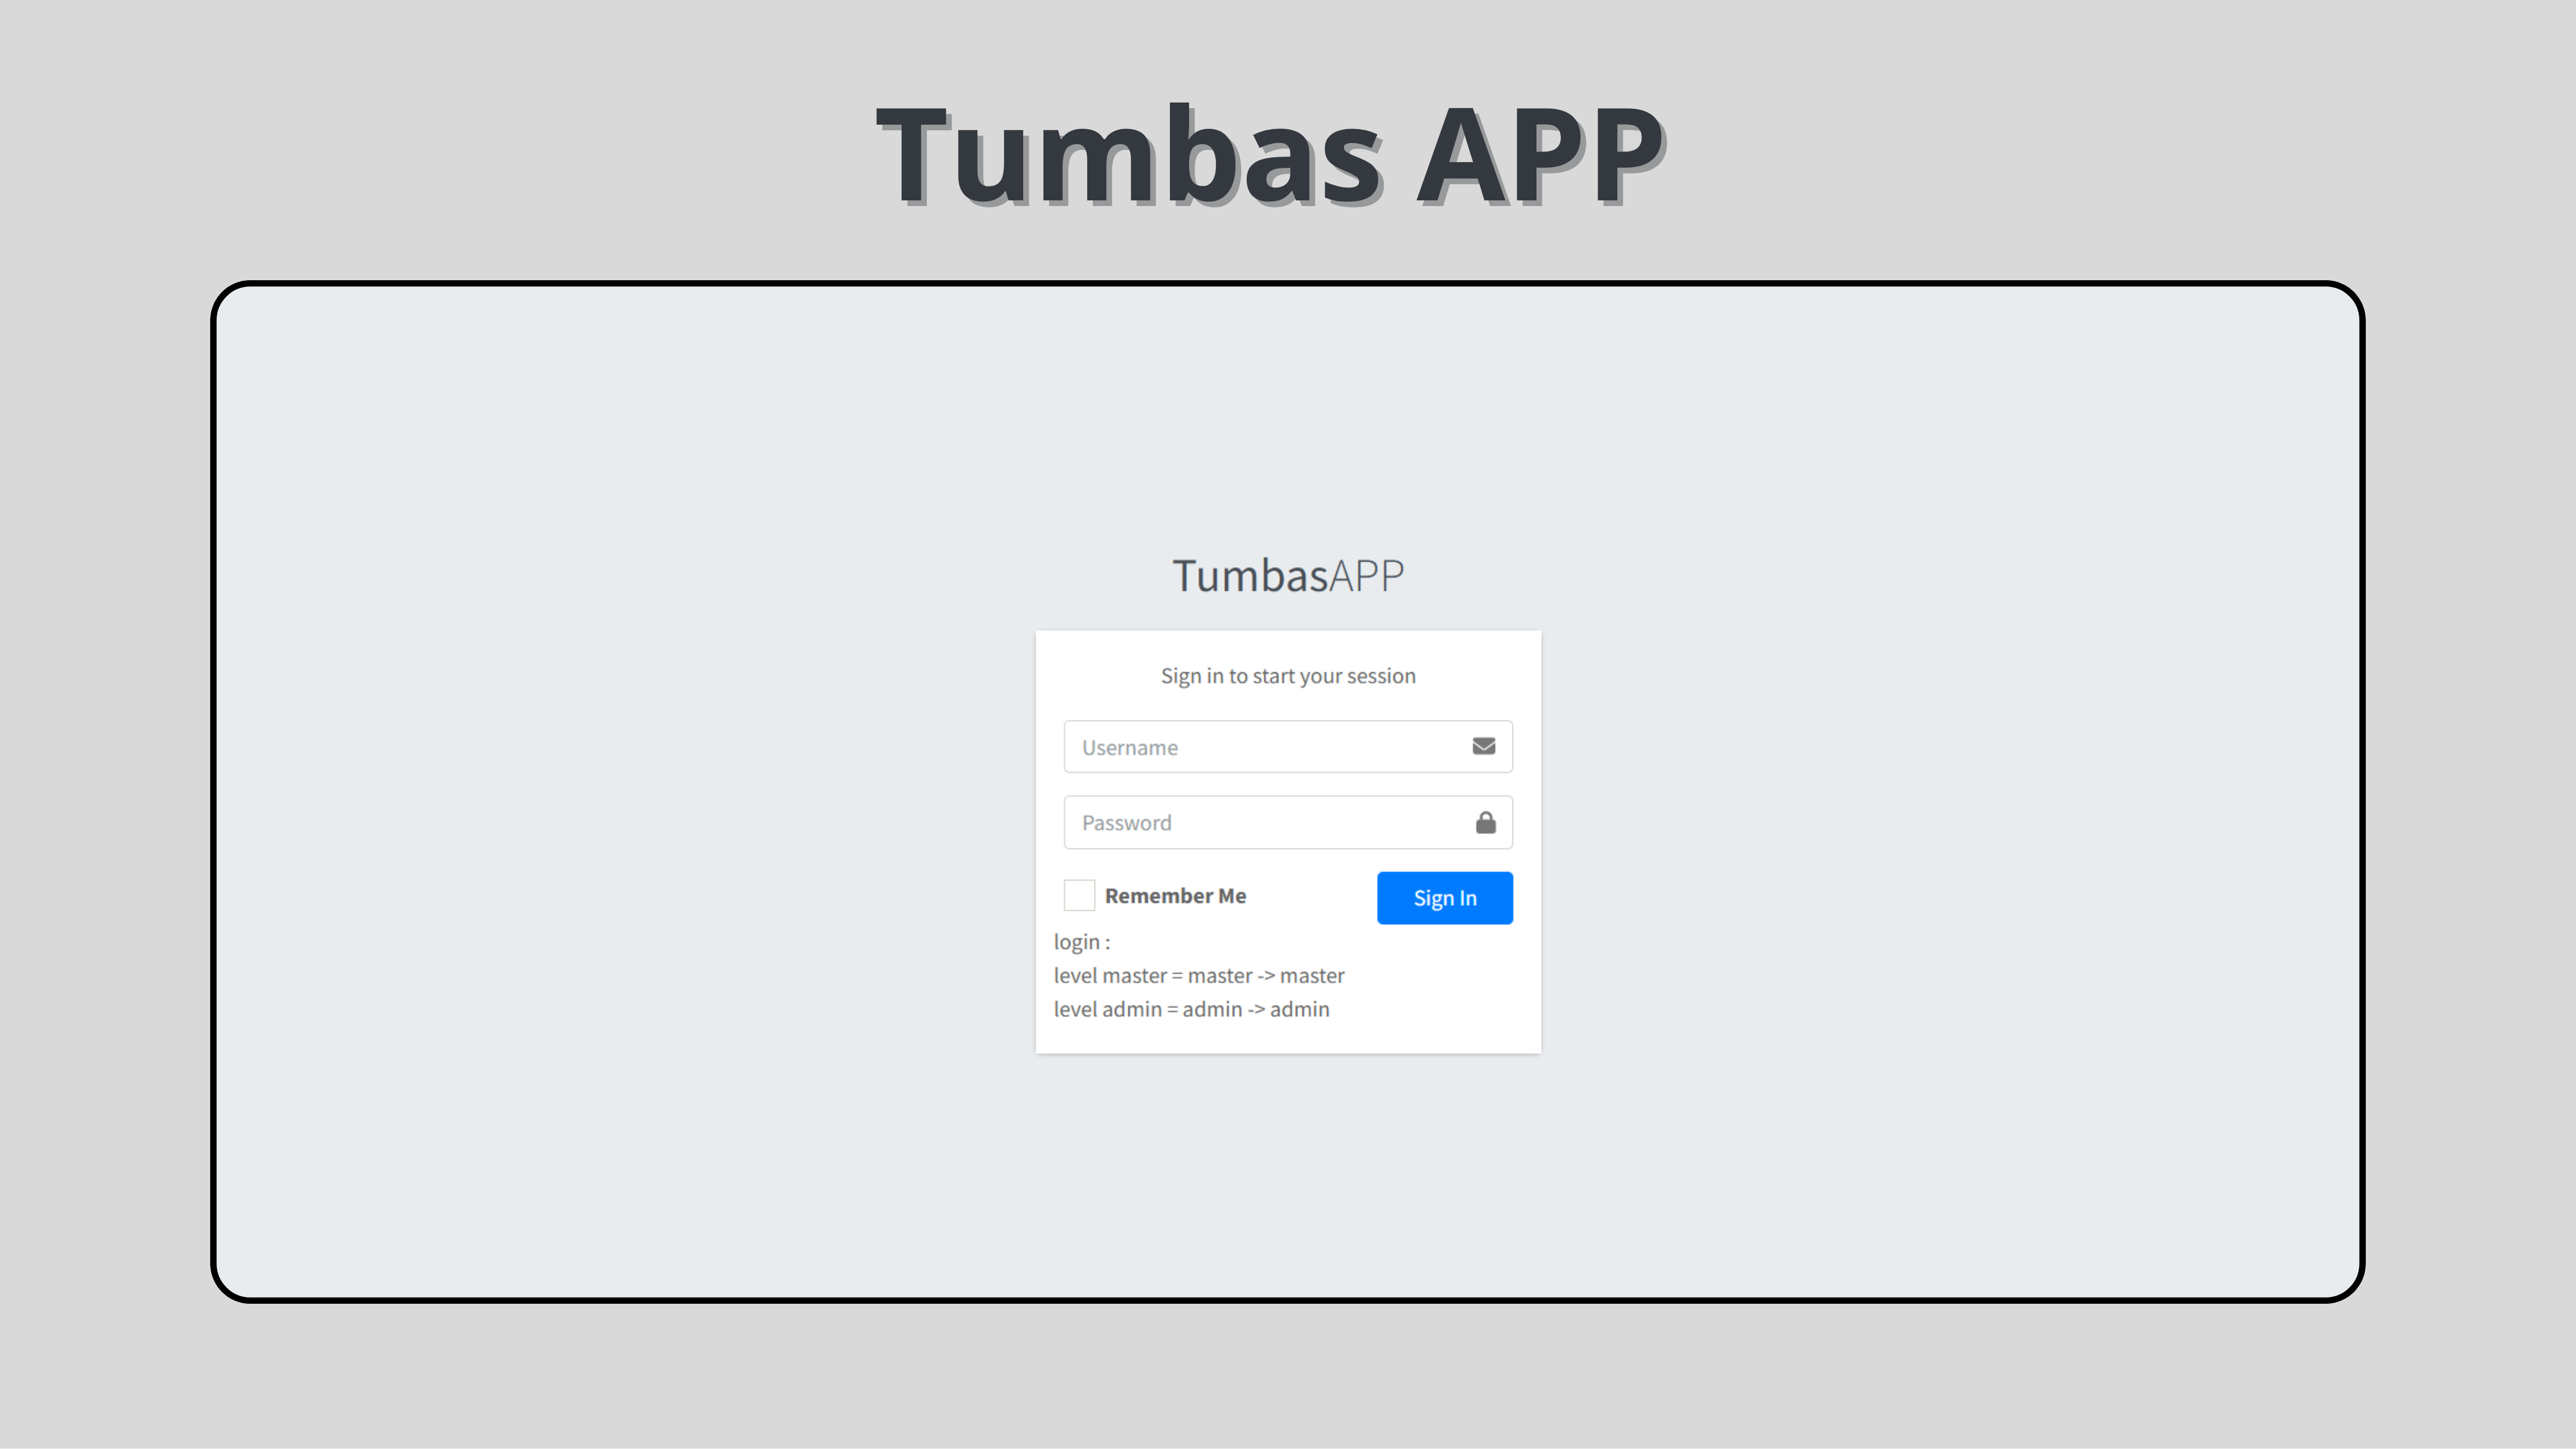 Tumbas APP
TumbasAPP
Sign in to start your session
Username
Password
Remember Me
Sign In
login :
level master = master -> master
level admin = admin -> admin